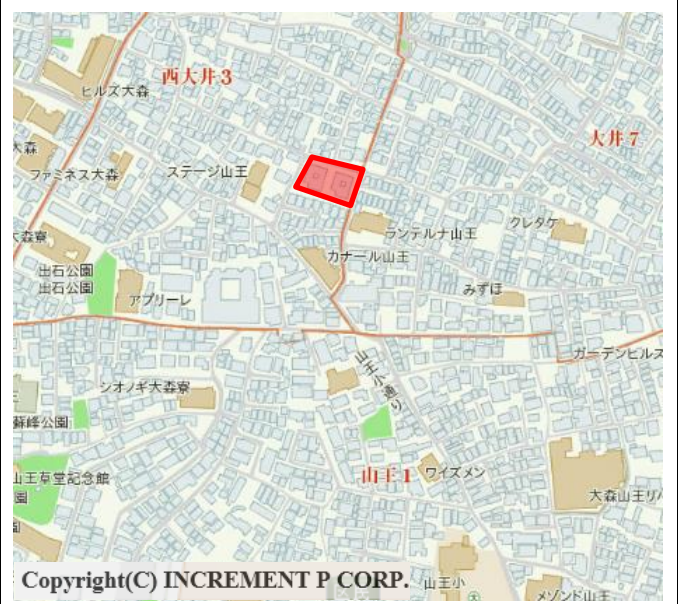 西大井3
ヒルズ大森
大井7
大森
ファミネス大森
ステージ山王
クレタケ
ランテルナ山王
大森寮
カナール山王
出石公園
出石公園
みずほ
アブリーレ
ガーデンヒルズ
山王小通り
シオノギ大森寮
蘇峰公園
山王1
ワイズメン
山王草堂記念館
園
大森山王リハ
Copyright(C) INCREMENT P CORP.
山王小
メゾンド山王